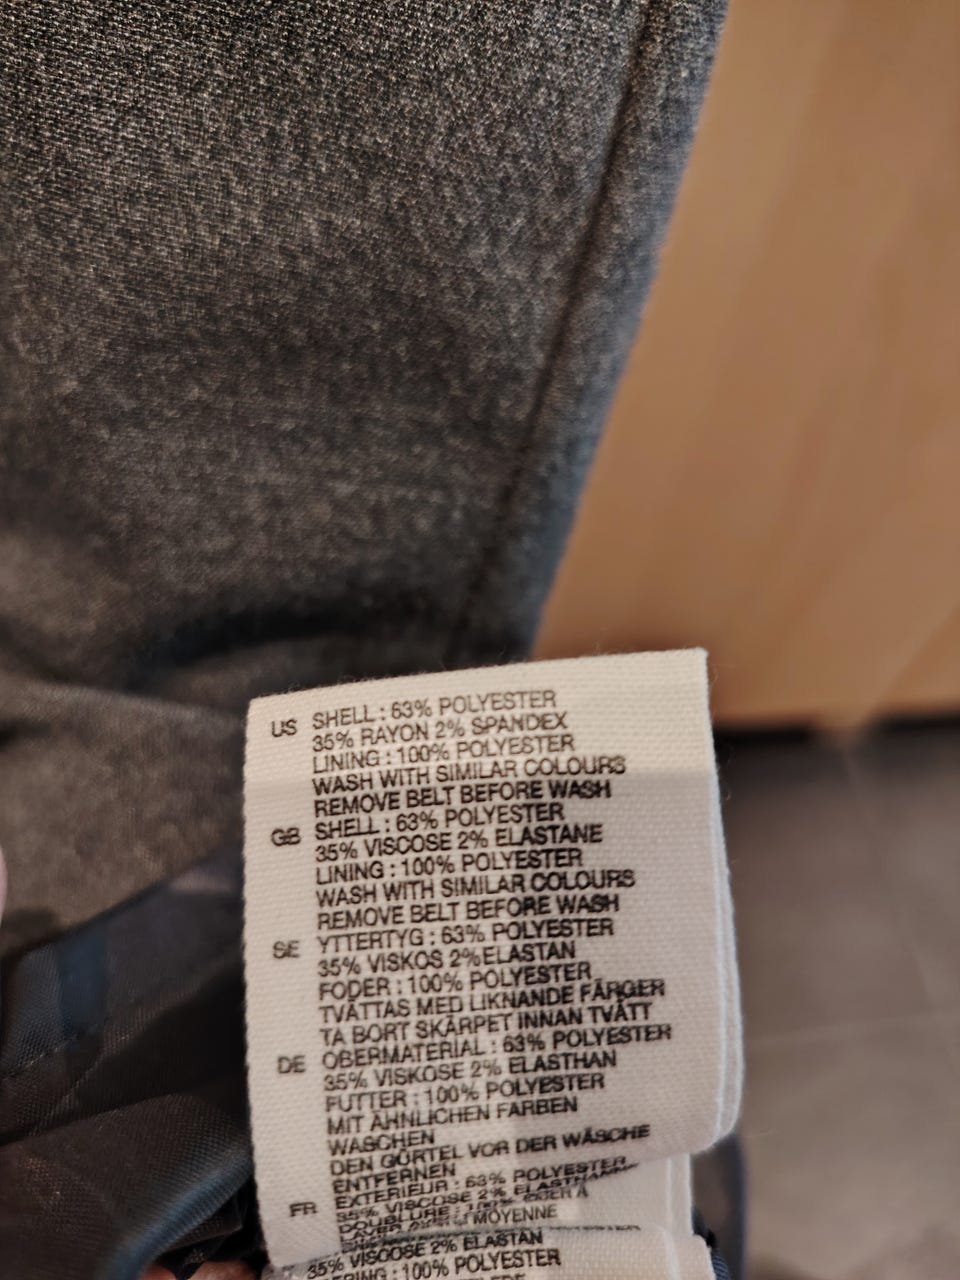 US SHELL : 63% POLYESTER
35% RAYON 2% SPANDEX
LINING : 100% POLYESTER
WASH WITH SIMILAR COLOURS
REMOVE BELT BEFORE WASH
GB SHELL : 63% POLYESTER
35% VISCOSE 2% ELASTANE
LINING : 100% POLYESTER
WASH WITH SIMILAR COLOURS
REMOVE BELT BEFORE WASH
SE YTTERTYG : 63% POLYESTER
35% VISKOS 2% ELASTAN
FODER : 100% POLYESTER
TVÄTTAS MED LIKNANDE FÄRGER
TA BORT SKÄRPET INNAN TVÄTT
DE OBERMATERIAL : 63% POLYESTER
35% VISKOSE 2% ELASTHAN
FUTTER : 100% POLYESTER
MIT ÄHNLICHEN FARBEN
WASCHEN
DEN GÜRTEL VOR DER WÄSCHE
ENTFERNEN
FR EXTERIEUR : 63% POLYESTER
35% VISCOSE 2% ELASTHANNE
DOUBLURE : 100%
MOYENNE
35% VISCOSE 2% ELASTAN
: 100% POLYESTER